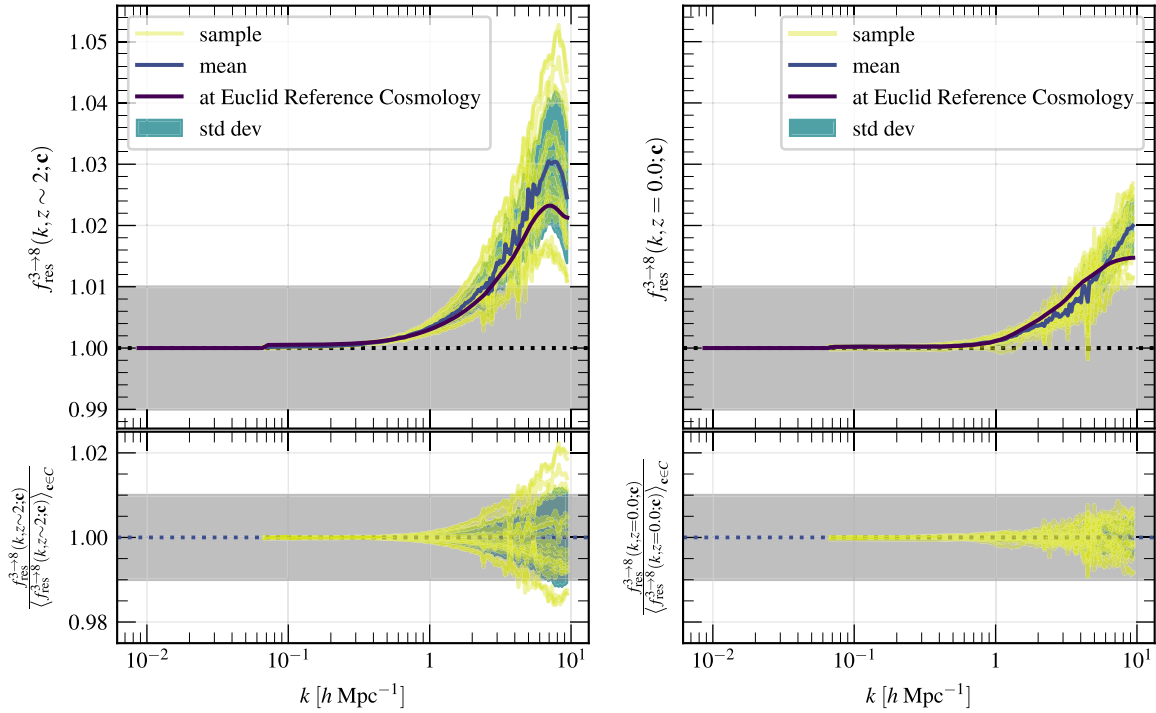 1.05
1.04
1.03
1.02
1.01
1.00
0.99
f_res^{3→8}(k, z ∼ 2; c)
sample
mean
at Euclid Reference Cosmology
std dev
f_res^{3→8}(k, z = 0.0; c)
sample
mean
at Euclid Reference Cosmology
std dev
1.02
1.00
0.98
f_res^{3→8}(k,z∼2;c)
⟨f_res^{3→8}(k,z∼2;c)⟩_{c∈C}
10^{-2}
10^{-1}
1
10^1
k [h Mpc^{-1}]
f_res^{3→8}(k,z=0.0;c)
⟨f_res^{3→8}(k,z=0.0;c)⟩_{c∈C}
10^{-2}
10^{-1}
1
10^1
k [h Mpc^{-1}]